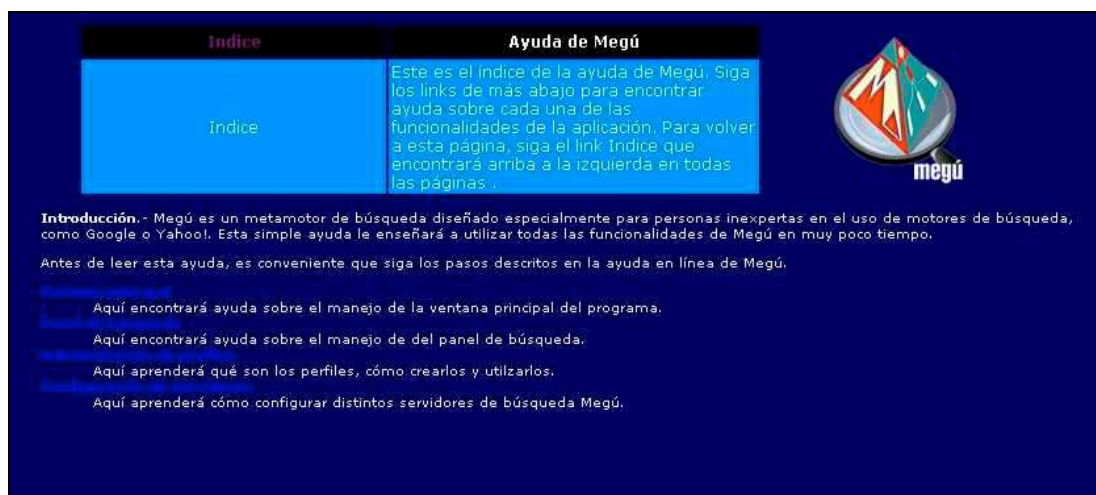 Indice
Ayuda de Megú
Indice
Este es el índice de la ayuda de Megú. Siga
los links de más abajo para encontrar
ayuda sobre cada una de las
funcionalidades de la aplicación. Para volver
a esta página, siga el link Indice que
encontrará arriba a la izquierda en todas
las páginas .
megú
Introducción.- Megú es un metamotor de búsqueda diseñado especialmente para personas inexpertas en el uso de motores de búsqueda,
como Google o Yahoo!. Esta simple ayuda le enseñará a utilizar todas las funcionalidades de Megú en muy poco tiempo.
Antes de leer esta ayuda, es conveniente que siga los pasos descritos en la ayuda en línea de Megú.
Aquí encontrará ayuda sobre el manejo de la ventana principal del programa.
Aquí encontrará ayuda sobre el manejo de del panel de búsqueda.
Aquí aprenderá qué son los perfiles, cómo crearlos y utilzarlos.
Aquí aprenderá cómo configurar distintos servidores de búsqueda Megú.